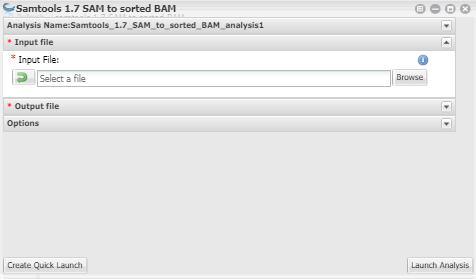 Samtools 1.7 SAM to sorted BAM
Analysis Name:Samtools_1.7_SAM_to_sorted_BAM_analysis1
* Input file
* Input File:
Select a file
Browse
* Output file
Options
Create Quick Launch
Launch Analysis